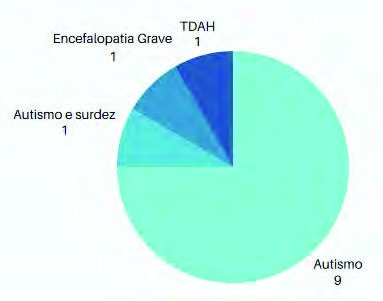 TDAH
1
Encefalopatia Grave
1
Autismo e surdez
1
Autismo
9